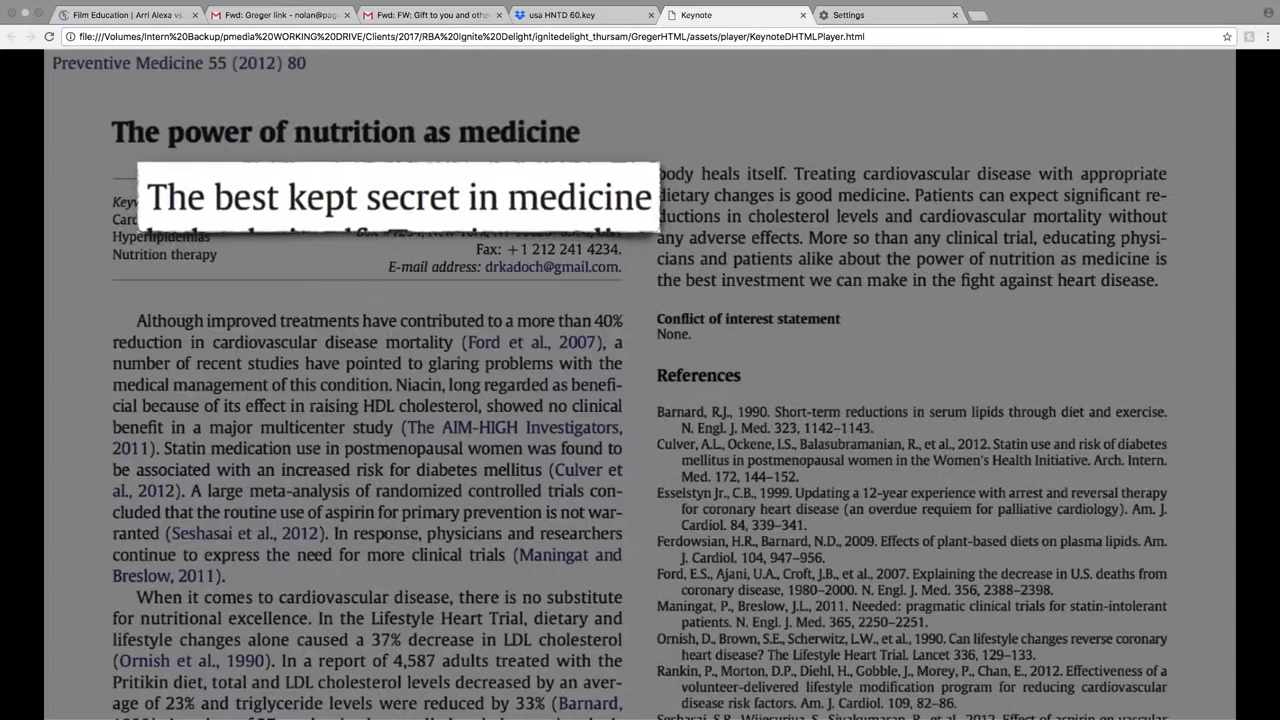 Film Education | Arri Alexa vs.
Fwd: Greger link - nolan@pag
Fwd: FW: Gift to you and othe
usa HNTD 60.key
Keynote
Settings
file:///Volumes/Intern%20Backup/pmedia%20WORKING%20DRIVE/Clients/2017/RBA%20Ignite%20Delight/ignitedelight_thursam/GregerHTML/assets/player/KeynoteDHTMLPlayer.html
Preventive Medicine 55 (2012) 80
The power of nutrition as medicine
The best kept secret in medicine
Hyperlipidemias
Nutrition therapy
Fax: +1 212 241 4234.
E-mail address: drkadoch@gmail.com.
Although improved treatments have contributed to a more than 40%
reduction in cardiovascular disease mortality (Ford et al., 2007), a
number of recent studies have pointed to glaring problems with the
medical management of this condition. Niacin, long regarded as benefi-
cial because of its effect in raising HDL cholesterol, showed no clinical
benefit in a major multicenter study (The AIM-HIGH Investigators,
2011). Statin medication use in postmenopausal women was found to
be associated with an increased risk for diabetes mellitus (Culver et
al., 2012). A large meta-analysis of randomized controlled trials con-
cluded that the routine use of aspirin for primary prevention is not war-
ranted (Seshasai et al., 2012). In response, physicians and researchers
continue to express the need for more clinical trials (Maningat and
Breslow, 2011).
When it comes to cardiovascular disease, there is no substitute
for nutritional excellence. In the Lifestyle Heart Trial, dietary and
lifestyle changes alone caused a 37% decrease in LDL cholesterol
(Ornish et al., 1990). In a report of 4,587 adults treated with the
Pritikin diet, total and LDL cholesterol levels decreased by an aver-
age of 23% and triglyceride levels were reduced by 33% (Barnard,
body heals itself. Treating cardiovascular disease with appropriate
dietary changes is good medicine. Patients can expect significant re-
ductions in cholesterol levels and cardiovascular mortality without
any adverse effects. More so than any clinical trial, educating physi-
cians and patients alike about the power of nutrition as medicine is
the best investment we can make in the fight against heart disease.
Conflict of interest statement
None.
References
Barnard, R.J., 1990. Short-term reductions in serum lipids through diet and exercise.
N. Engl. J. Med. 323, 1142–1143.
Culver, A.L., Ockene, I.S., Balasubramanian, R., et al., 2012. Statin use and risk of diabetes
mellitus in postmenopausal women in the Women's Health Initiative. Arch. Intern.
Med. 172, 144–152.
Esselstyn Jr., C.B., 1999. Updating a 12-year experience with arrest and reversal therapy
for coronary heart disease (an overdue requiem for palliative cardiology). Am. J.
Cardiol. 84, 339–341.
Ferdowsian, H.R., Barnard, N.D., 2009. Effects of plant-based diets on plasma lipids. Am.
J. Cardiol. 104, 947–956.
Ford, E.S., Ajani, U.A., Croft, J.B., et al., 2007. Explaining the decrease in U.S. deaths from
coronary disease, 1980–2000. N. Engl. J. Med. 356, 2388–2398.
Maningat, P., Breslow, J.L., 2011. Needed: pragmatic clinical trials for statin-intolerant
patients. N. Engl. J. Med. 365, 2250–2251.
Ornish, D., Brown, S.E., Scherwitz, L.W., et al., 1990. Can lifestyle changes reverse coronary
heart disease? The Lifestyle Heart Trial. Lancet 336, 129–133.
Rankin, P., Morton, D.P., Diehl, H., Gobble, J., Morey, P., Chan, E., 2012. Effectiveness of a
volunteer-delivered lifestyle modification program for reducing cardiovascular
disease risk factors. Am. J. Cardiol. 109, 82–86.